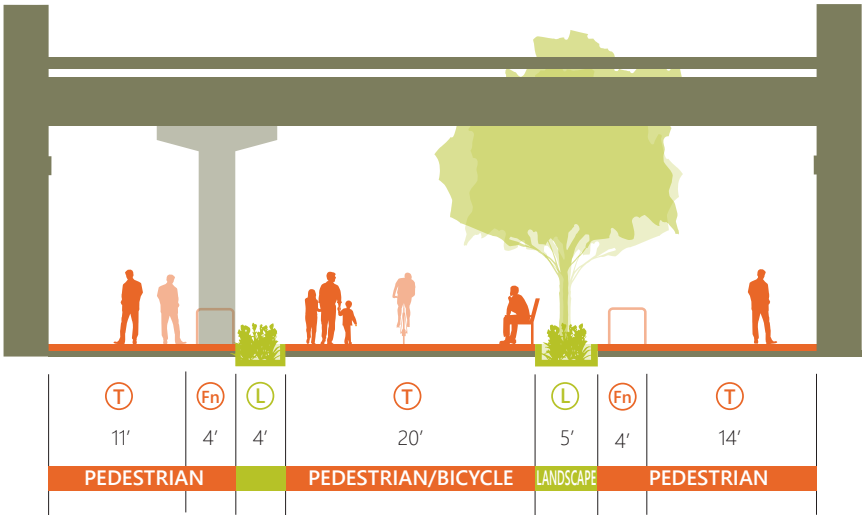 T Fn L T L Fn T
11’ 4’ 4’ 20’ 5’ 4’ 14’
PEDESTRIAN PEDESTRIAN/BICYCLE LANDSCAPE PEDESTRIAN